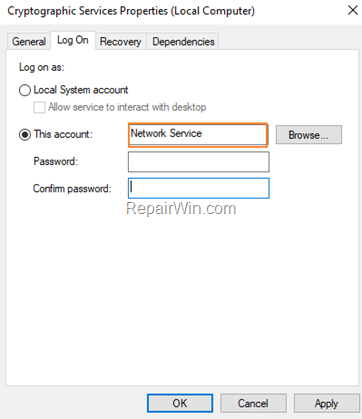 Cryptographic Services Properties (Local Computer)
General Log On Recovery Dependencies
Log on as:
Local System account
Allow service to interact with desktop
This account: Network Service Browse...
Password:
Confirm password:
RepairWin.com
OK Cancel Apply